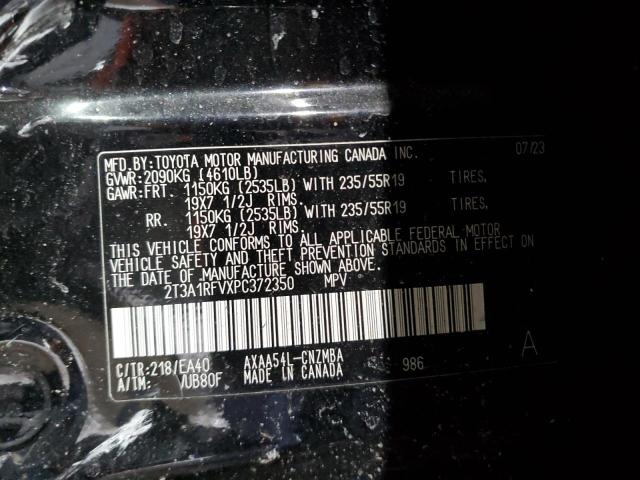 MFD.BY:TOYOTA MOTOR MANUFACTURING CANADA INC. 07/23
GVWR:2090KG (4610LB)
GAWR:FRT. 1150KG (2535LB) WITH 235/55R19 TIRES,
19X7 1/2J RIMS.
RR. 1150KG (2535LB) WITH 235/55R19 TIRES,
19X7 1/2J RIMS.
THIS VEHICLE CONFORMS TO ALL APPLICABLE FEDERAL MOTOR
VEHICLE SAFETY AND THEFT PREVENTION STANDARDS IN EFFECT ON
THE DATE OF MANUFACTURE SHOWN ABOVE.
2T3A1RFVXPC372350 MPV
C/TR:218/EA40 AXAA54L-CNZMBA 986 A
A/TM: /UB80F MADE IN CANADA